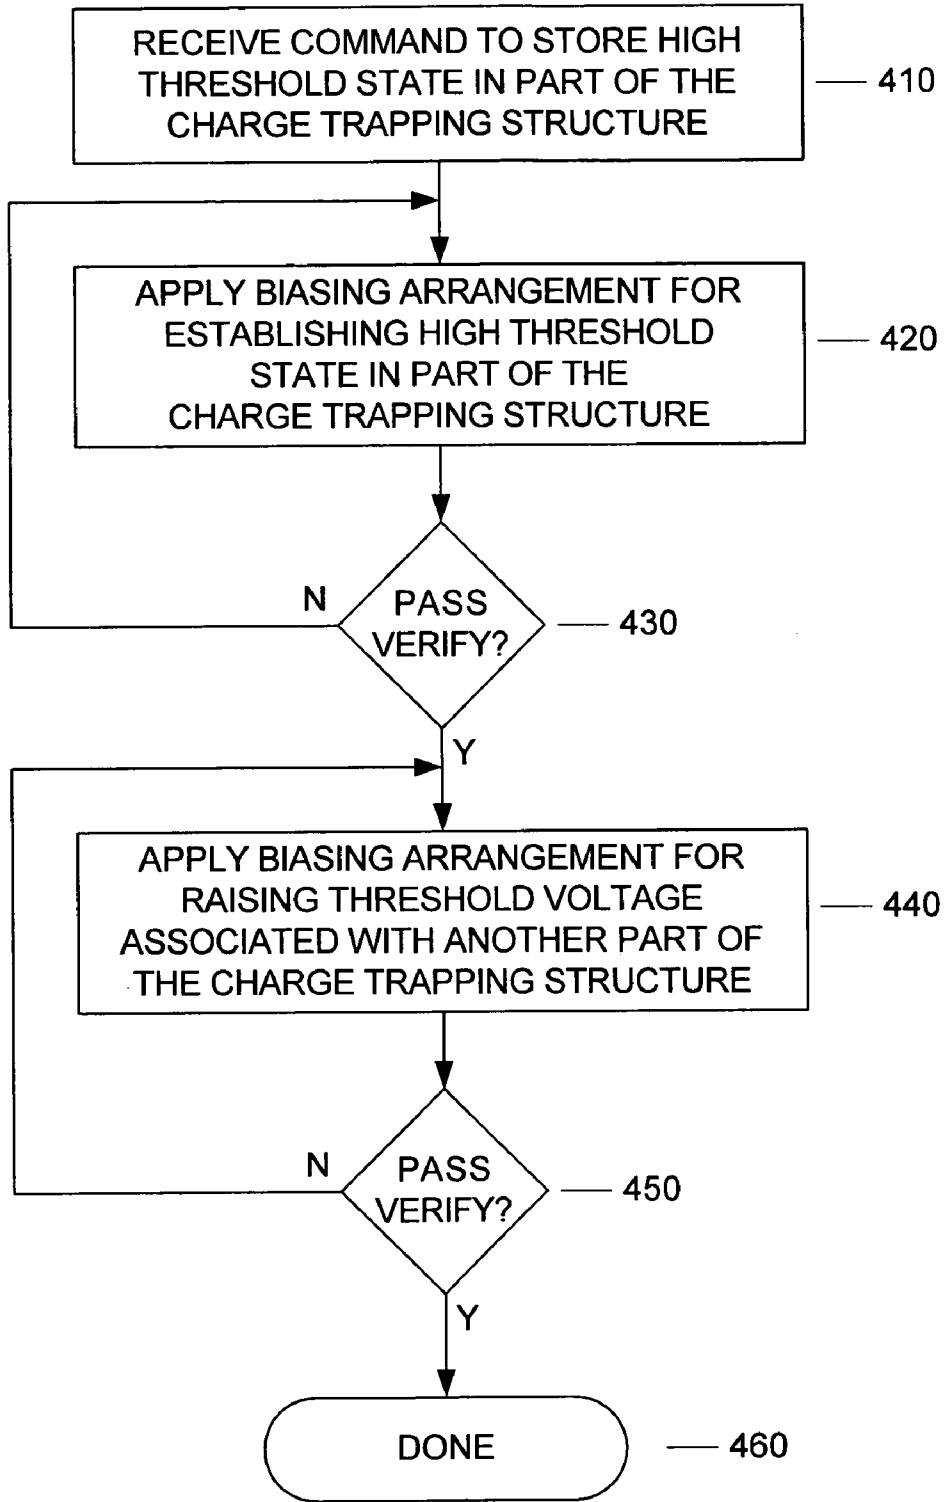 RECEIVE COMMAND TO STORE HIGH
THRESHOLD STATE IN PART OF THE
CHARGE TRAPPING STRUCTURE
410
APPLY BIASING ARRANGEMENT FOR
ESTABLISHING HIGH THRESHOLD
STATE IN PART OF THE
CHARGE TRAPPING STRUCTURE
420
N
PASS
VERIFY?
430
Y
APPLY BIASING ARRANGEMENT FOR
RAISING THRESHOLD VOLTAGE
ASSOCIATED WITH ANOTHER PART OF
THE CHARGE TRAPPING STRUCTURE
440
N
PASS
VERIFY?
450
Y
DONE
460